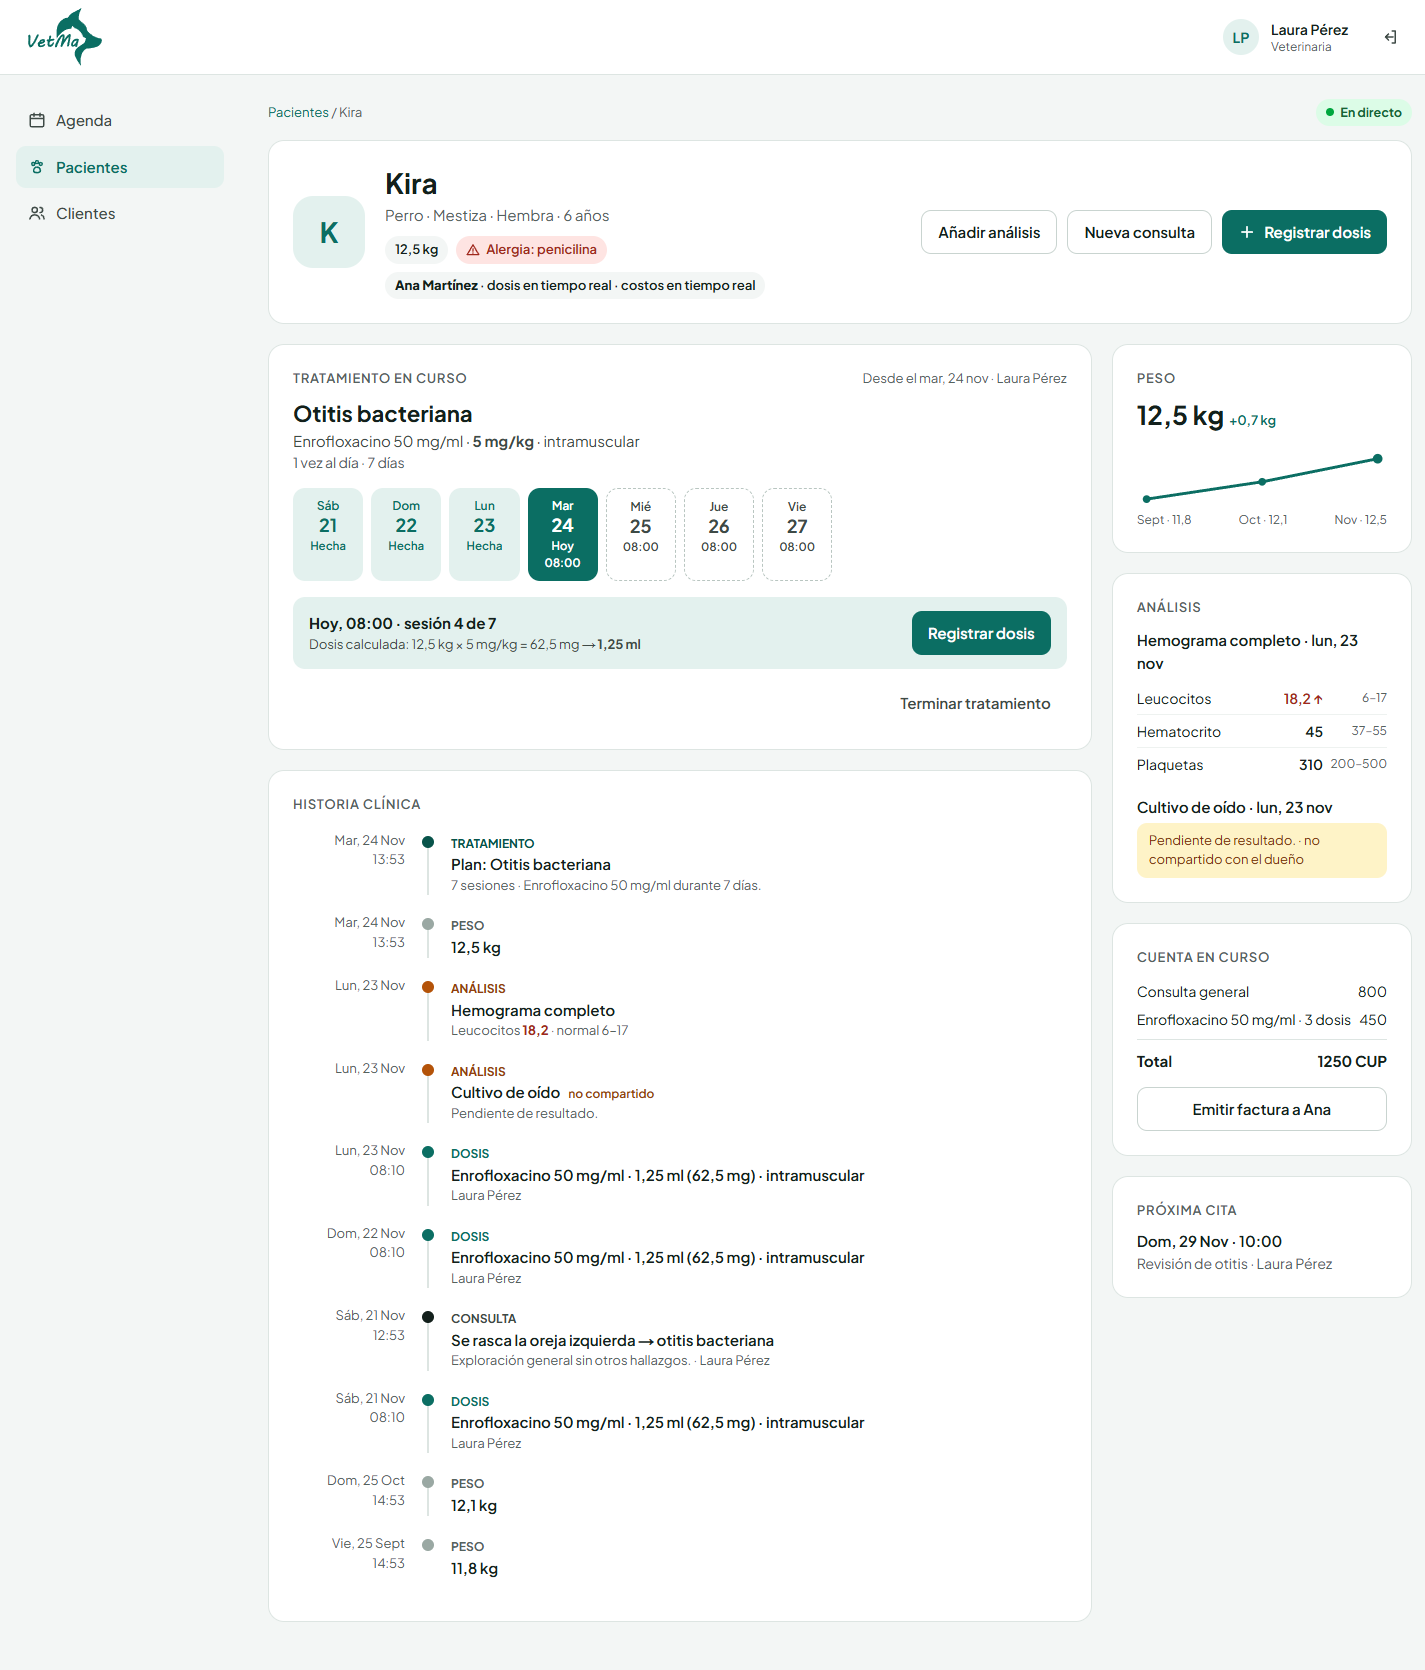 VetMa
LP
Laura Pérez
Veterinaria
Agenda
Pacientes
Clientes
Pacientes / Kira
En directo
K
Kira
Perro · Mestiza · Hembra · 6 años
12,5 kg
Alergia: penicilina
Ana Martínez · dosis en tiempo real · costos en tiempo real
Añadir análisis
Nueva consulta
+ Registrar dosis
TRATAMIENTO EN CURSO
Desde el mar, 24 nov · Laura Pérez
Otitis bacteriana
Enrofloxacino 50 mg/ml · 5 mg/kg · intramuscular
1 vez al día · 7 días
Sáb
21
Hecha
Dom
22
Hecha
Lun
23
Hecha
Mar
24
Hoy
08:00
Mié
25
08:00
Jue
26
08:00
Vie
27
08:00
Hoy, 08:00 · sesión 4 de 7
Dosis calculada: 12,5 kg × 5 mg/kg = 62,5 mg → 1,25 ml
Registrar dosis
Terminar tratamiento
HISTORIA CLÍNICA
Mar, 24 Nov
13:53
TRATAMIENTO
Plan: Otitis bacteriana
7 sesiones · Enrofloxacino 50 mg/ml durante 7 días.
Mar, 24 Nov
13:53
PESO
12,5 kg
Lun, 23 Nov
ANÁLISIS
Hemograma completo
Leucocitos 18,2 · normal 6–17
Lun, 23 Nov
ANÁLISIS
Cultivo de oído no compartido
Pendiente de resultado.
Lun, 23 Nov
08:10
DOSIS
Enrofloxacino 50 mg/ml · 1,25 ml (62,5 mg) · intramuscular
Laura Pérez
Dom, 22 Nov
08:10
DOSIS
Enrofloxacino 50 mg/ml · 1,25 ml (62,5 mg) · intramuscular
Laura Pérez
Sáb, 21 Nov
12:53
CONSULTA
Se rasca la oreja izquierda → otitis bacteriana
Exploración general sin otros hallazgos. · Laura Pérez
Sáb, 21 Nov
08:10
DOSIS
Enrofloxacino 50 mg/ml · 1,25 ml (62,5 mg) · intramuscular
Laura Pérez
Dom, 25 Oct
14:53
PESO
12,1 kg
Vie, 25 Sept
14:53
PESO
11,8 kg
PESO
12,5 kg +0,7 kg
Sept · 11,8
Oct · 12,1
Nov · 12,5
ANÁLISIS
Hemograma completo · lun, 23
nov
Leucocitos 18,2 ↑ 6–17
Hematocrito 45 37–55
Plaquetas 310 200–500
Cultivo de oído · lun, 23 nov
Pendiente de resultado. · no
compartido con el dueño
CUENTA EN CURSO
Consulta general 800
Enrofloxacino 50 mg/ml · 3 dosis 450
Total 1250 CUP
Emitir factura a Ana
PRÓXIMA CITA
Dom, 29 Nov · 10:00
Revisión de otitis · Laura Pérez